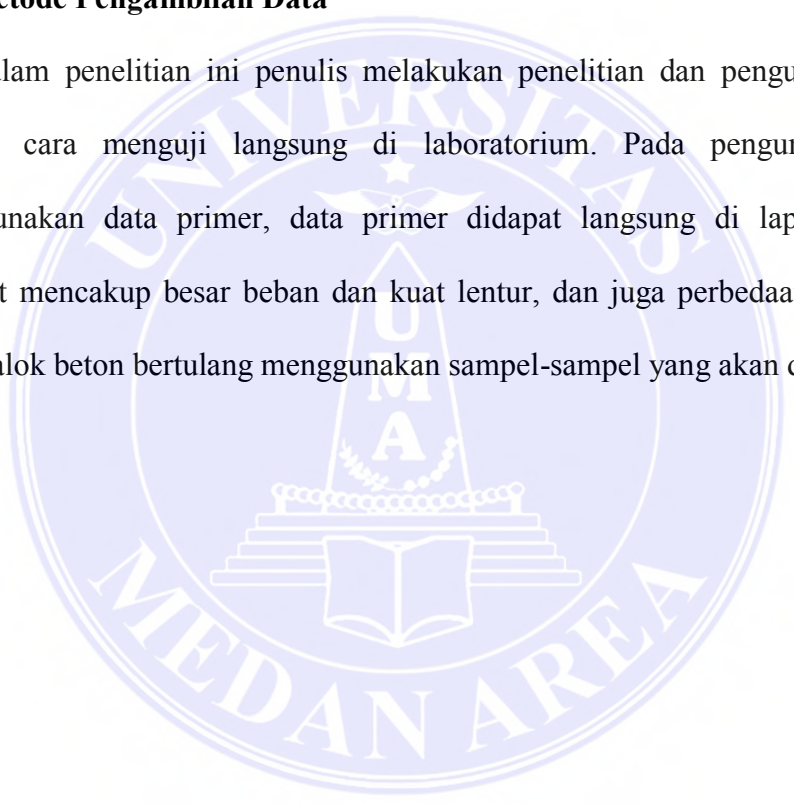 etode Pengambilan Data
lam penelitian ini penulis melakukan penelitian dan pengu
cara menguji langsung di laboratorium. Pada pengu
unakan data primer, data primer didapat langsung di lap
t mencakup besar beban dan kuat lentur, dan juga perbedaa
alok beton bertulang menggunakan sampel-sampel yang akan d
UNIVERSITAS
UMA
MEDAN AREA